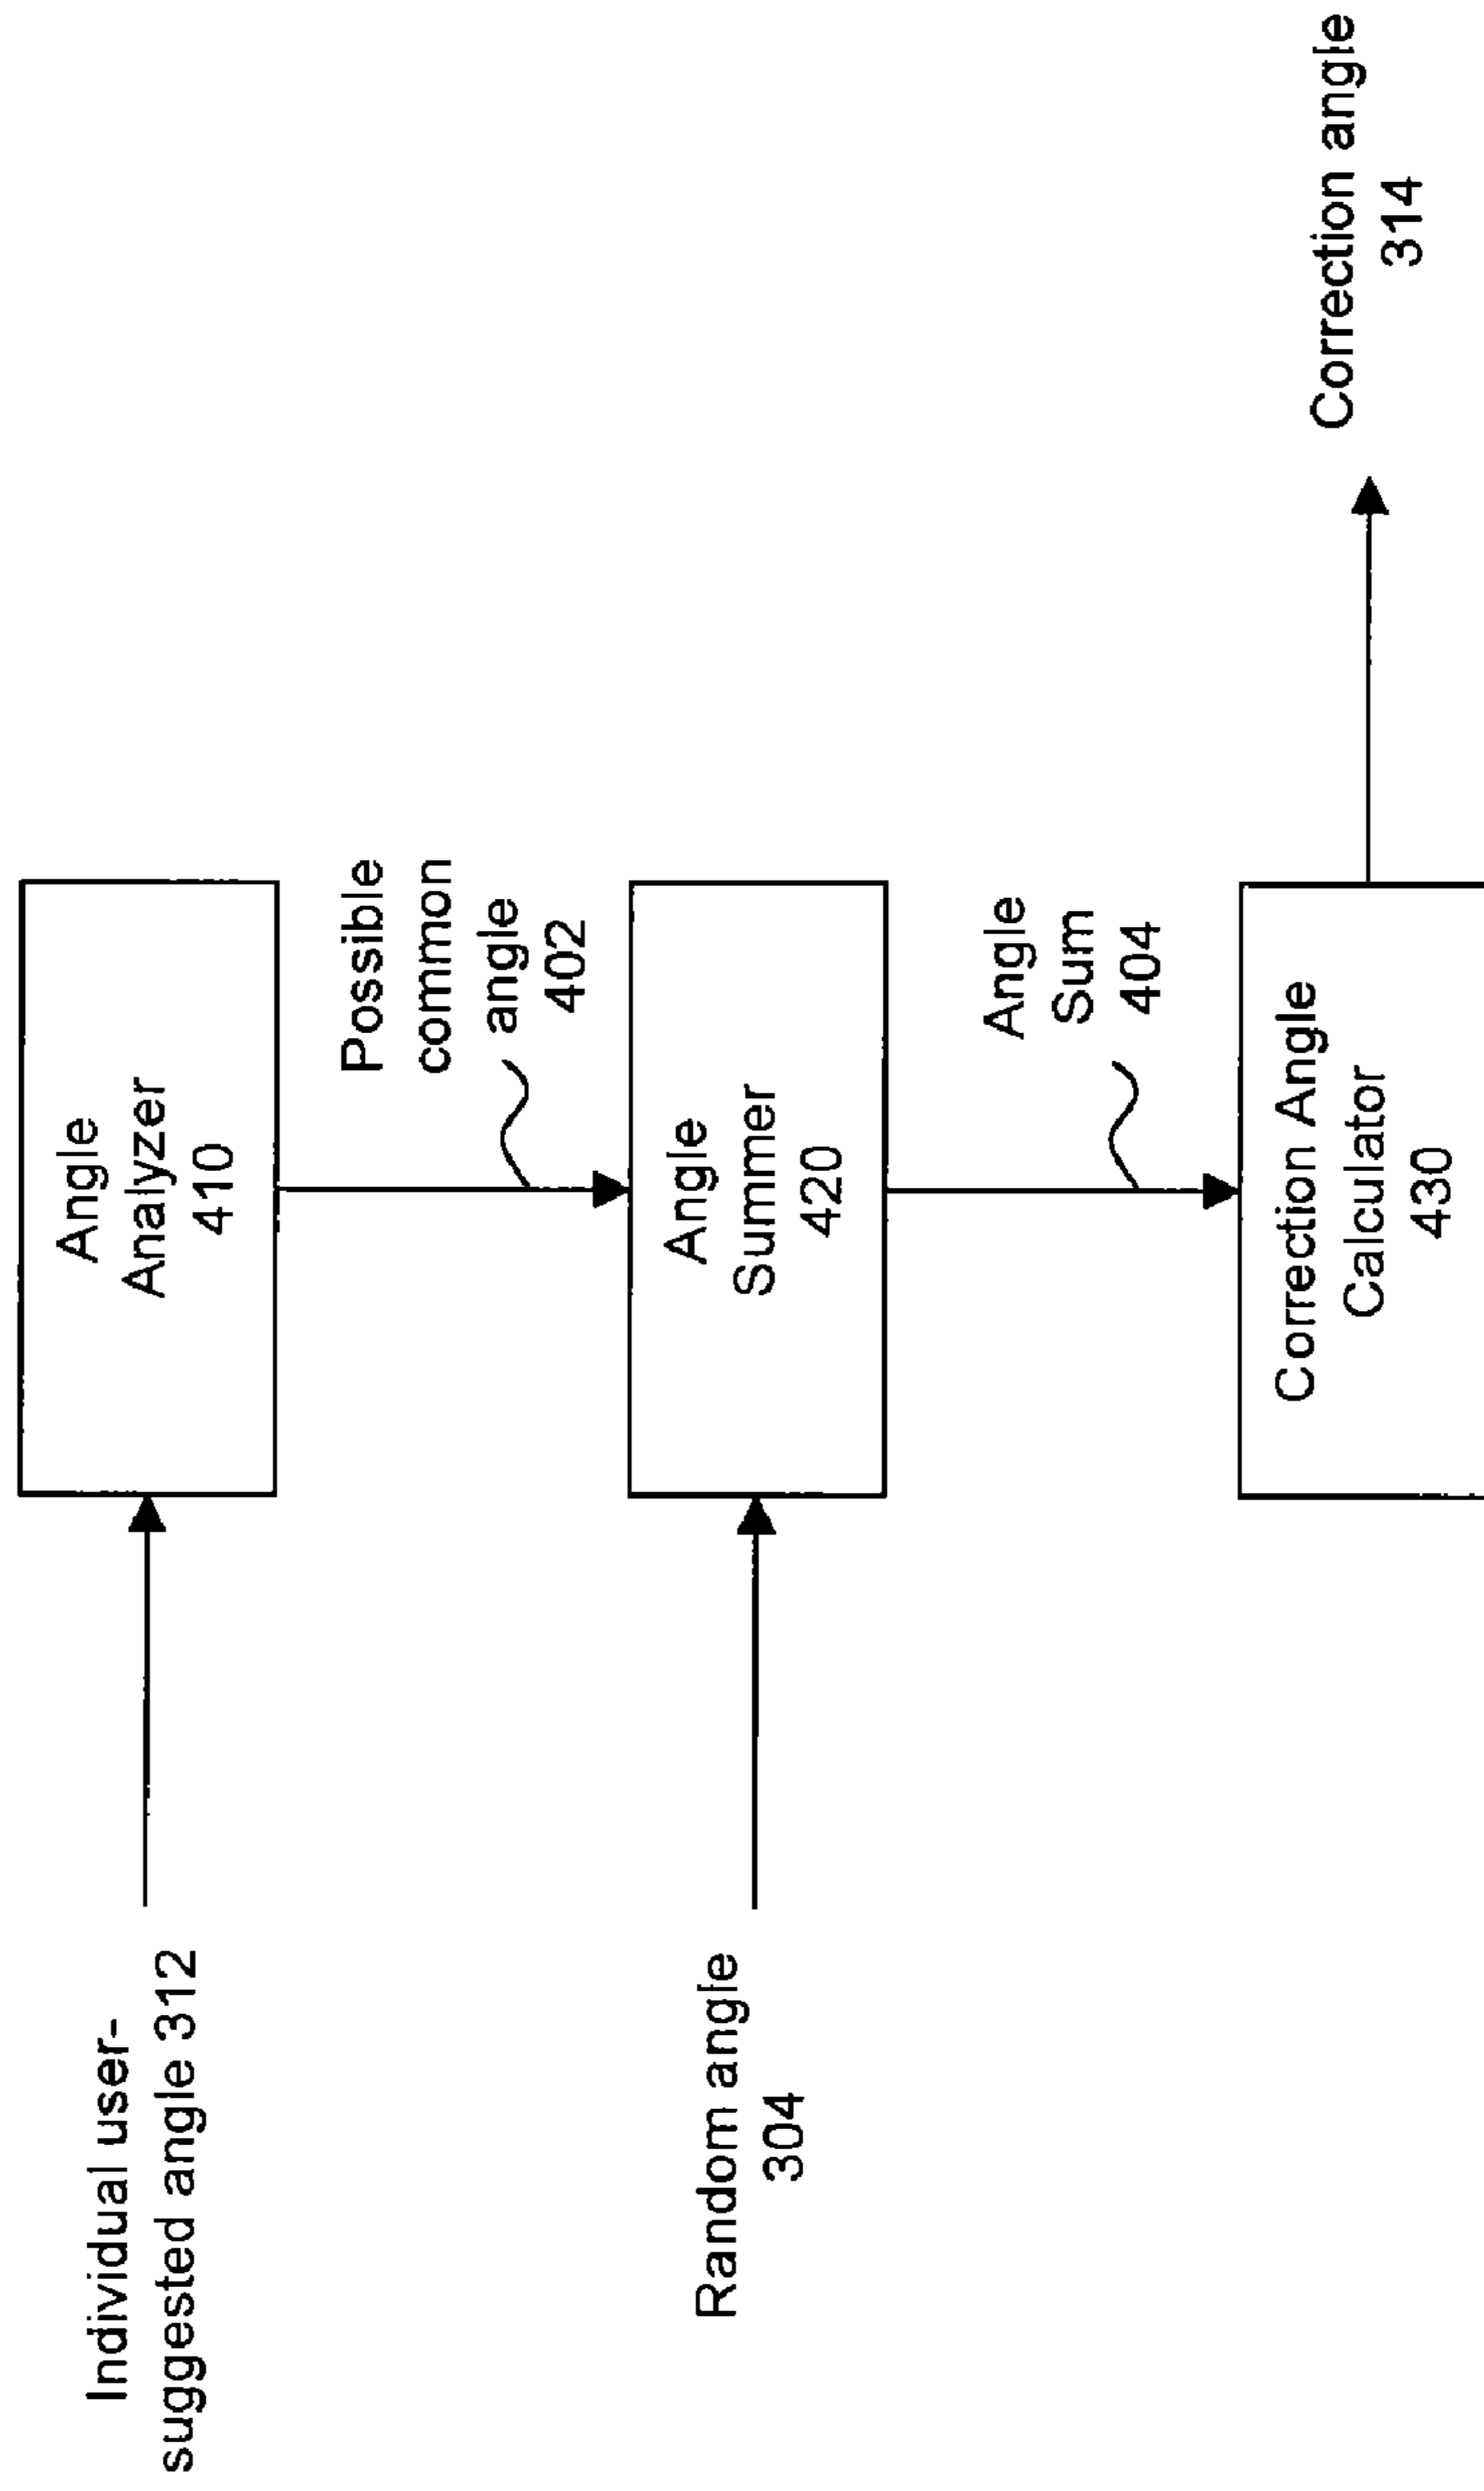 Individual user-
suggested angle 312
Angle
Analyzer
410
Possible
common
angle
402
Random angle
304
Angle
Summer
420
Angle
Sum
404
Correction Angle
Calculator
430
Correction angle
314